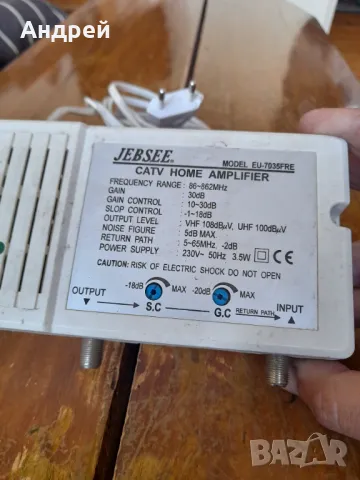 Андрей
JEBSEE®
MODEL EU-7035FRE
CATV HOME AMPLIFIER
FREQUENCY RANGE : 86~862MHz
GAIN : 30dB
GAIN CONTROL : 10~30dB
SLOPE CONTROL : -1~18dB
OUTPUT LEVEL : VHF 108dBµV, UHF 100dBµV
NOISE FIGURE : 5dB MAX.
RETURN PATH : 5-65MHz, -2dB
POWER SUPPLY : 230V~ 50Hz 3.5W CE
CAUTION: RISK OF ELECTRIC SHOCK DO NOT OPEN
OUTPUT -18dB MAX -20dB MAX INPUT
S.C G.C RETURN PATH
BAZAR
bg